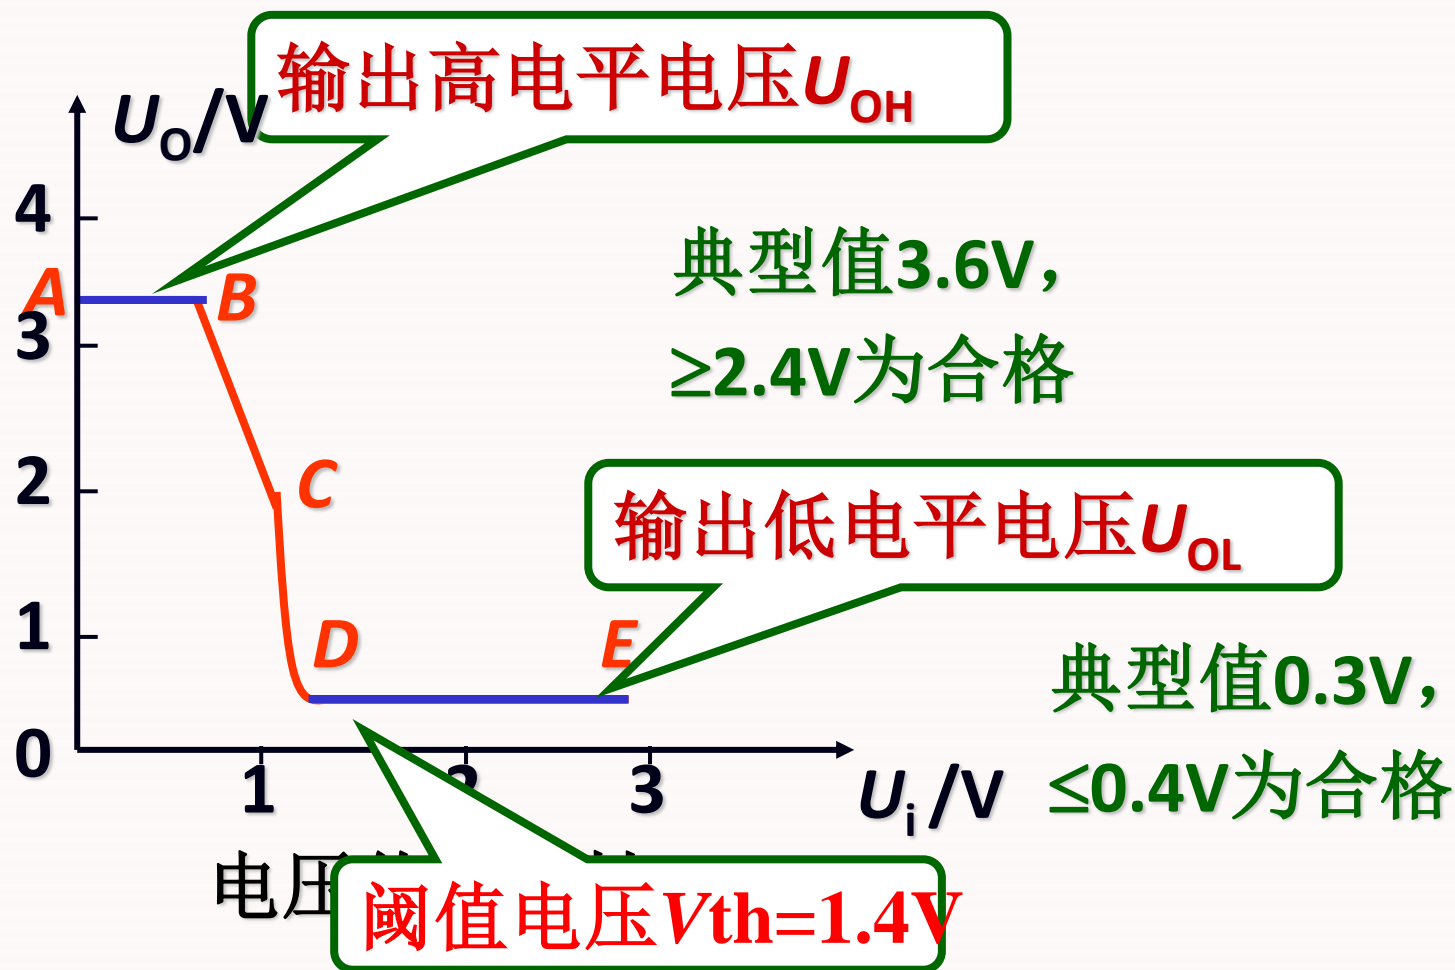 输出高电平电压UOH
UO/V
4
典型值3.6V，
A
B
3
≥2.4V为合格
2
C
输出低电平电压UOL
1
D
E
典型值0.3V，
0
1
2
3
Ui/V
≤0.4V为合格
电压
阈值电压Vth=1.4V